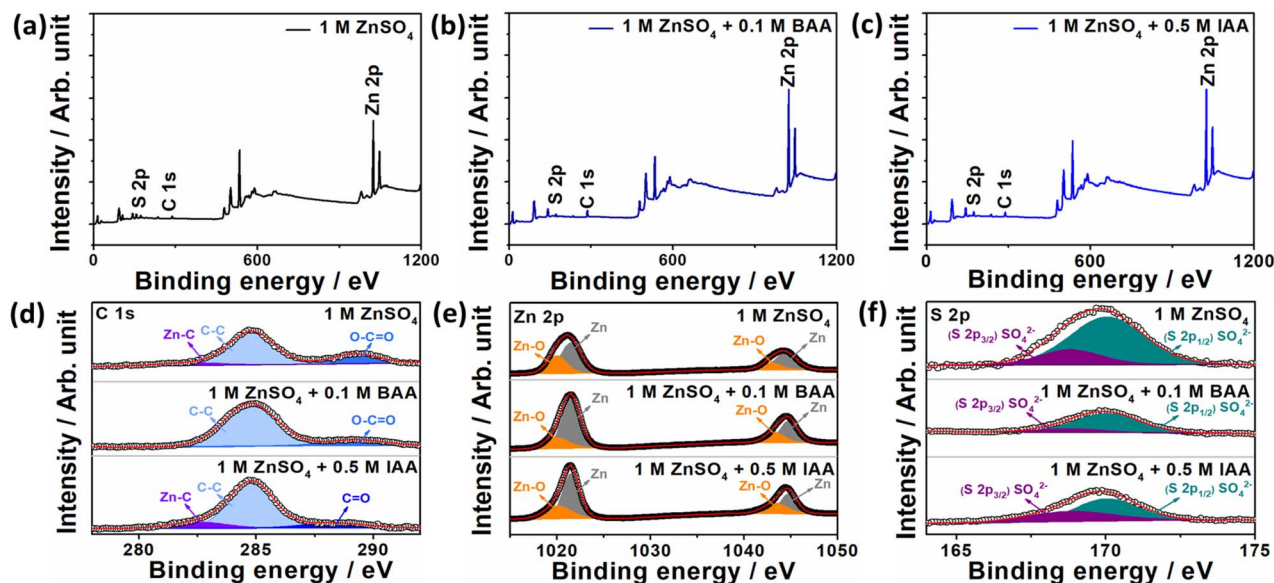 (a)
1 M ZnSO₄
Intensity / Arb. unit
S 2p
C 1s
Zn 2p
0
600
1200
Binding energy / eV
(b)
1 M ZnSO₄ + 0.1 M BAA
Intensity / Arb. unit
S 2p
C 1s
Zn 2p
0
600
1200
Binding energy / eV
(c)
1 M ZnSO₄ + 0.5 M IAA
Intensity / Arb. unit
S 2p
C 1s
Zn 2p
0
600
1200
Binding energy / eV
(d)
C 1s
1 M ZnSO₄
Zn-C
C-C
O-C=O
1 M ZnSO₄ + 0.1 M BAA
C-C
O-C=O
1 M ZnSO₄ + 0.5 M IAA
Zn-C
C-C
C=O
Intensity / Arb. unit
280
285
290
Binding energy / eV
(e)
Zn 2p
1 M ZnSO₄
Zn-O
Zn
Zn-O
Zn
1 M ZnSO₄ + 0.1 M BAA
Zn-O
Zn
Zn-O
Zn
1 M ZnSO₄ + 0.5 M IAA
Zn-O
Zn
Zn-O
Zn
Intensity / Arb. unit
1020
1030
1040
1050
Binding energy / eV
(f)
S 2p
1 M ZnSO₄
(S 2p₃/₂) SO₄²⁻
(S 2p₁/₂) SO₄²⁻
1 M ZnSO₄ + 0.1 M BAA
(S 2p₃/₂) SO₄²⁻
(S 2p₁/₂) SO₄²⁻
1 M ZnSO₄ + 0.5 M IAA
(S 2p₃/₂) SO₄²⁻
(S 2p₁/₂) SO₄²⁻
Intensity / Arb. unit
165
170
175
Binding energy / eV